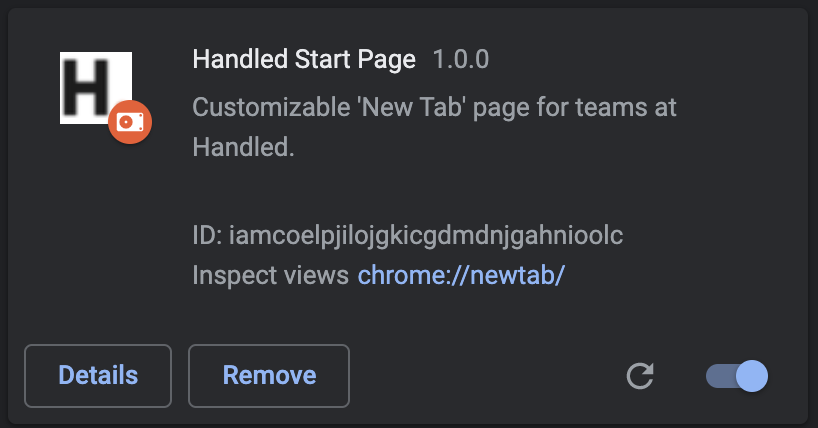 H
Handled Start Page 1.0.0
Customizable 'New Tab' page for teams at
Handled.
ID: iamcoelpjilojgkicgdmdnjgahnioolc
Inspect views chrome://newtab/
Details Remove